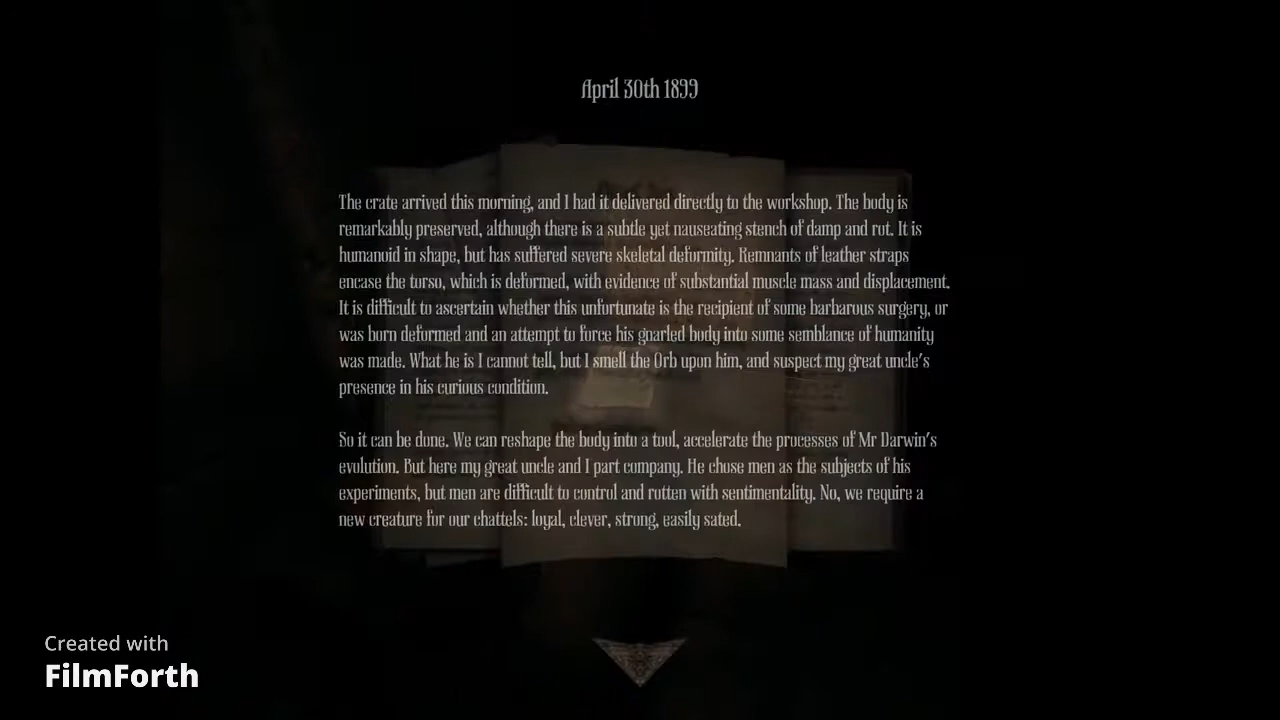 April 30th 1899
The crate arrived this morning, and I had it delivered directly to the workshop. The body is
remarkably preserved, although there is a subtle yet nauseating stench of damp and rot. It is
humanoid in shape, but has suffered severe skeletal deformity. Remnants of leather straps
encase the torso, which is deformed, with evidence of substantial muscle mass and displacement.
It is difficult to ascertain whether this unfortunate is the recipient of some barbarous surgery, or
was born deformed and an attempt to force his gnarled body into some semblance of humanity
was made. What he is I cannot tell, but I smell the Orb upon him, and suspect my great uncle's
presence in his curious condition.
So it can be done. We can reshape the body into a tool, accelerate the processes of Mr Darwin's
evolution. But here my great uncle and I part company. He chose men as the subjects of his
experiments, but men are difficult to control and rotten with sentimentality. No, we require a
new creature for our chattels: loyal, clever, strong, easily sated.
Created with
FilmForth